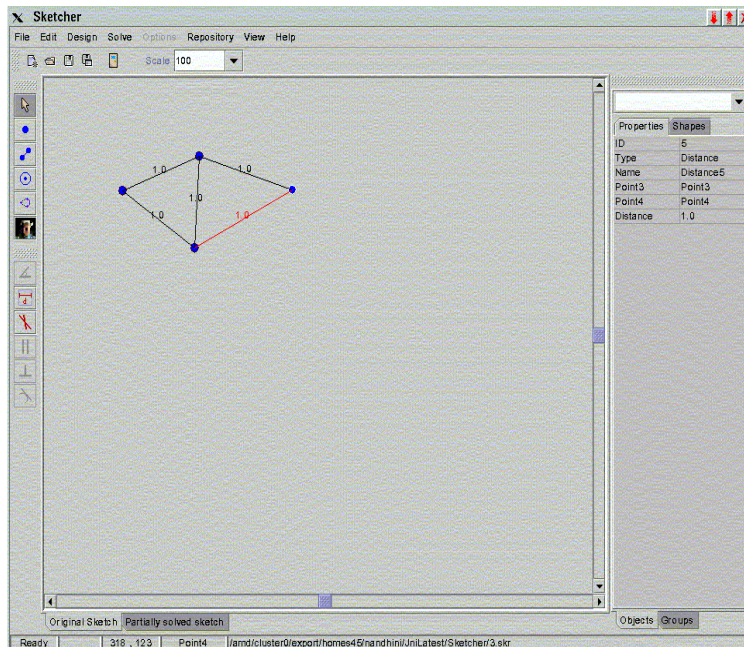 Sketcher
File Edit Design Solve Options Repository View Help
Scale 100
Properties Shapes
ID 5
Type Distance
Name Distance5
Point3 Point3
Point4 Point4
Distance 1.0
1.0 1.0
1.0
1.0 1.0
d
Objects Groups
Original Sketch Partially solved sketch
Ready 318 , 123 Point4 /amd/cluster0/export/homes45/nandhini/JniLatest/Sketcher/3.skr